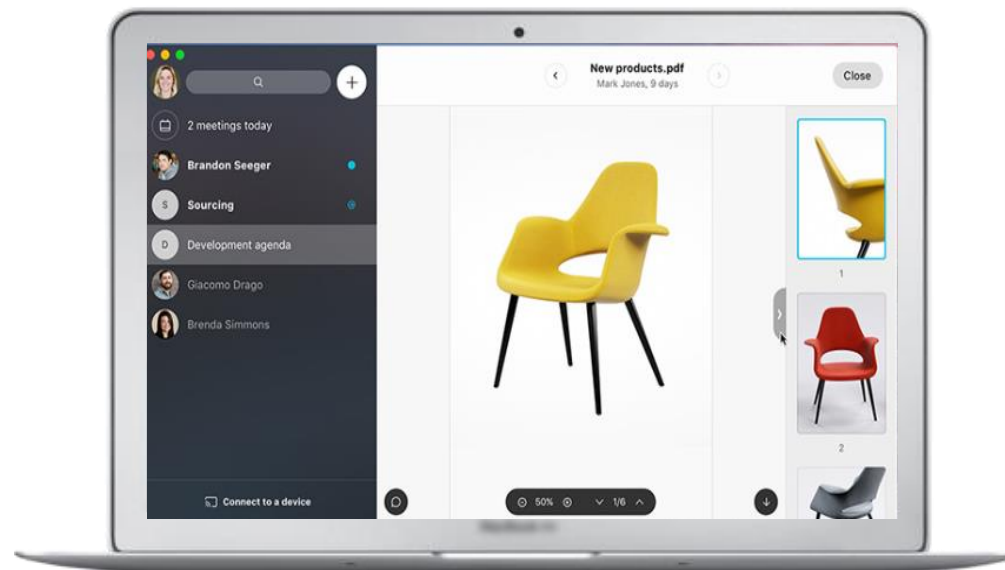 2 meetings today
Brandon Seeger
S
Sourcing
D
Development agenda
Giacomo Drago
Brenda Simmons
Connect to a device
New products.pdf
Mark Jones, 9 days
Close
50%
1/6
1
2